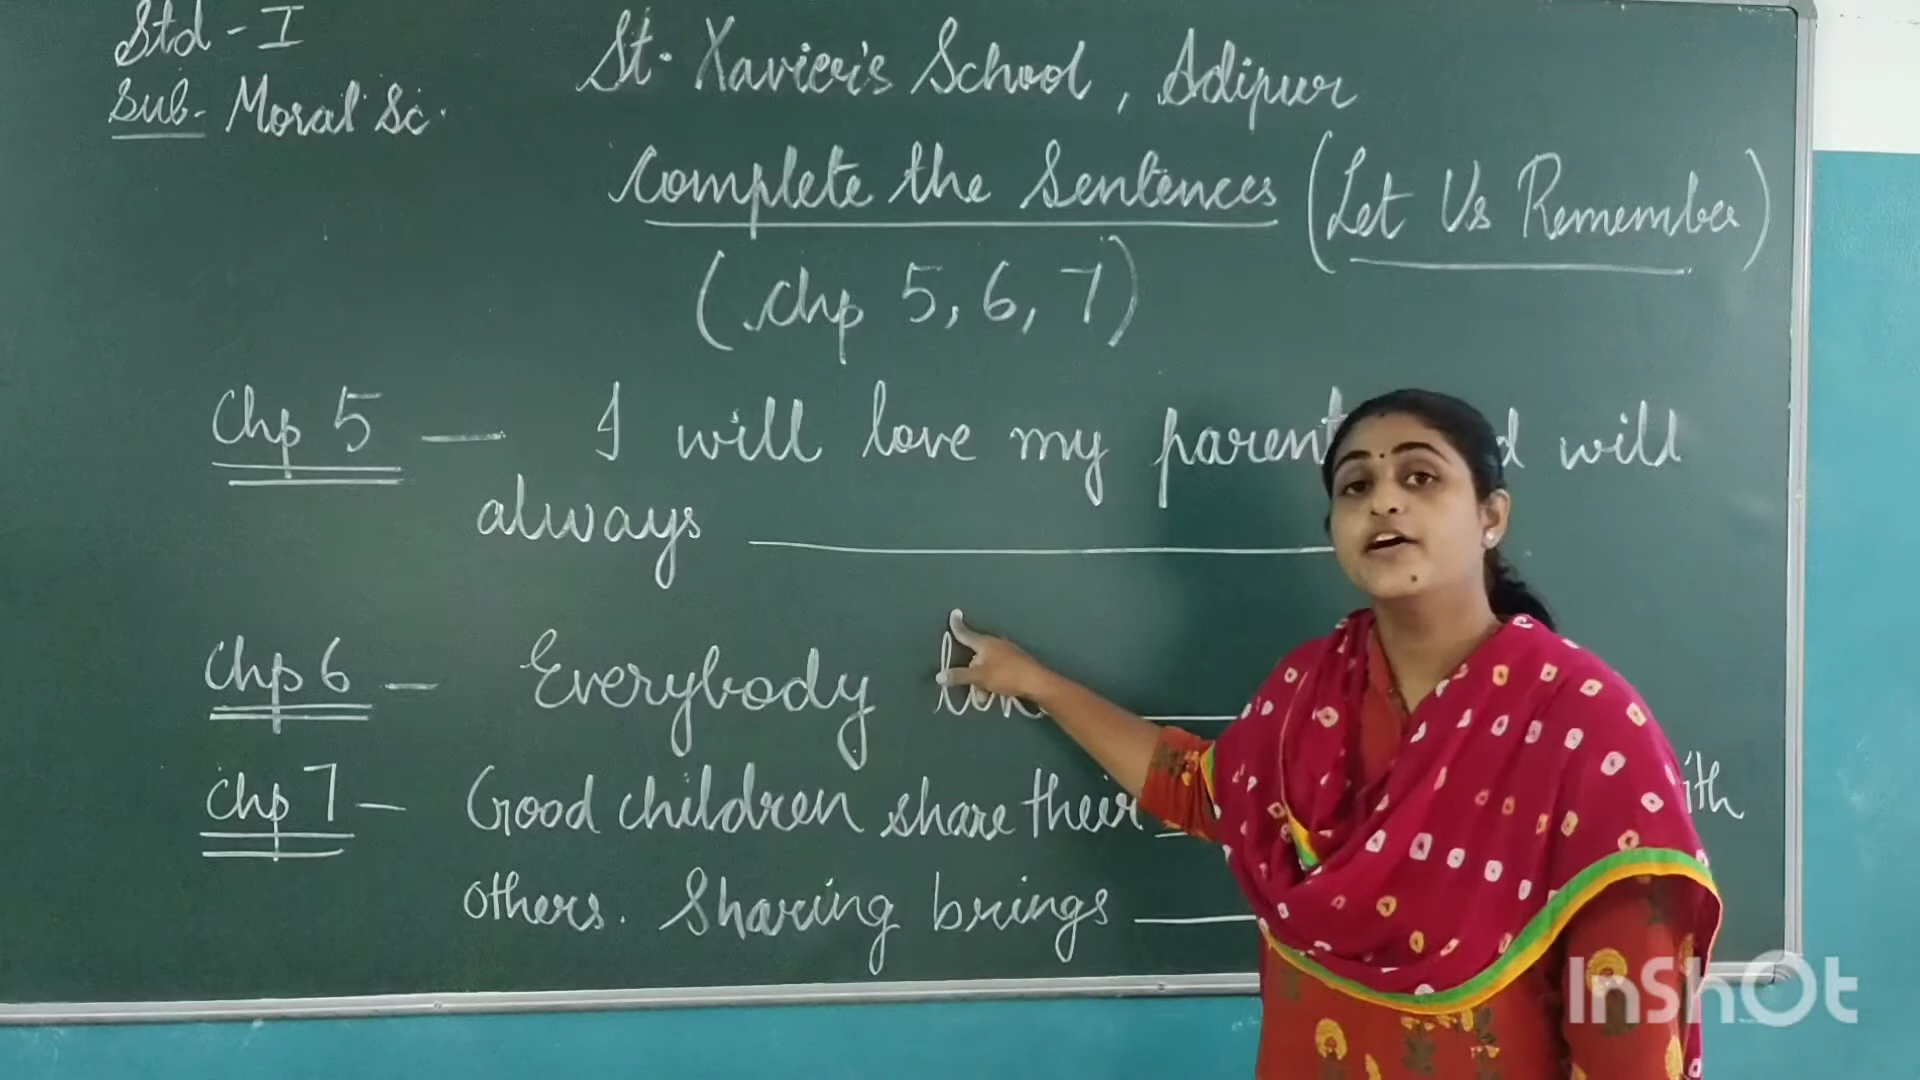 Std - I
Sub- Moral Sc.
St. Xavier's School, Adipur
Complete the Sentences (Let Us Remember)
(Chp 5, 6, 7)
Chp 5 — I will love my parent will
always
Chp 6 — Everybody
Chp 7 — Good children share their
others. Sharing brings
InShOt